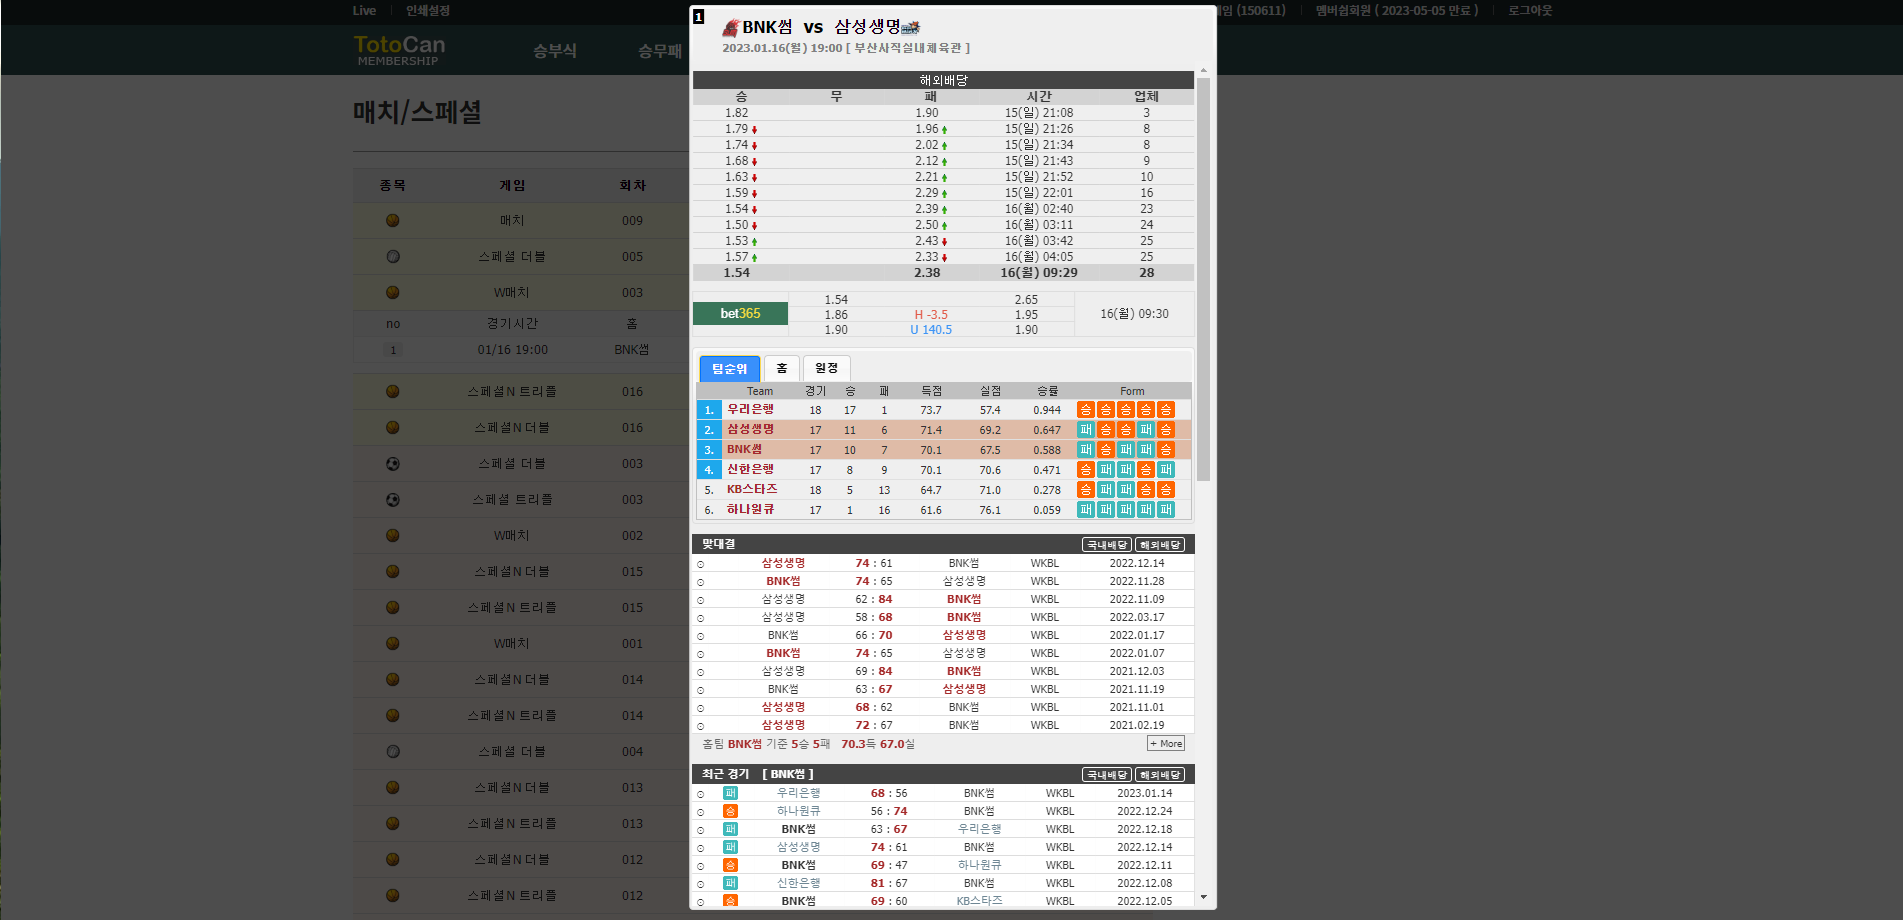 Live 인쇄설정
게임 (150611) 멤버쉽회원 ( 2023-05-05 만료 ) 로그아웃
TotoCan
MEMBERSHIP
승부식 승무패
매치/스페셜
종목 게임 회차
매치 009
스페셜 더블 005
W매치 003
no 경기시간 홈
1 01/16 19:00 BNK썸
스페셜N 트리플 016
스페셜N 더블 016
스페셜 더블 003
스페셜 트리플 003
W매치 002
스페셜N 더블 015
스페셜N 트리플 015
W매치 001
스페셜N 더블 014
스페셜N 트리플 014
스페셜 더블 004
스페셜N 더블 013
스페셜N 트리플 013
스페셜N 더블 012
스페셜N 트리플 012
1
BNK썸 vs 삼성생명
2023.01.16(월) 19:00 [ 부산사직실내체육관 ]
해외배당
승 무 패 시간 업체
1.82 1.90 15(일) 21:08 3
1.79 1.96 15(일) 21:26 8
1.74 2.02 15(일) 21:34 8
1.68 2.12 15(일) 21:43 9
1.63 2.21 15(일) 21:52 10
1.59 2.29 15(일) 22:01 16
1.54 2.39 16(월) 02:40 23
1.50 2.50 16(월) 03:11 24
1.53 2.43 16(월) 03:42 25
1.57 2.33 16(월) 04:05 25
1.54 2.38 16(월) 09:29 28
1.54 2.65
bet365 1.86 H -3.5 1.95 16(월) 09:30
1.90 U 140.5 1.90
팀순위 홈 원정
Team 경기 승 패 득점 실점 승률 Form
1. 우리은행 18 17 1 73.7 57.4 0.944 승 승 승 승 승
2. 삼성생명 17 11 6 71.4 69.2 0.647 패 승 승 패 승
3. BNK썸 17 10 7 70.1 67.5 0.588 패 승 패 패 승
4. 신한은행 17 8 9 70.1 70.6 0.471 승 패 패 승 패
5. KB스타즈 18 5 13 64.7 71.0 0.278 승 패 패 승 승
6. 하나원큐 17 1 16 61.6 76.1 0.059 패 패 패 패 패
맞대결 국내배당 해외배당
삼성생명 74 : 61 BNK썸 WKBL 2022.12.14
BNK썸 74 : 65 삼성생명 WKBL 2022.11.28
삼성생명 62 : 84 BNK썸 WKBL 2022.11.09
삼성생명 58 : 68 BNK썸 WKBL 2022.03.17
BNK썸 66 : 70 삼성생명 WKBL 2022.01.17
BNK썸 74 : 65 삼성생명 WKBL 2022.01.07
삼성생명 69 : 84 BNK썸 WKBL 2021.12.03
BNK썸 63 : 67 삼성생명 WKBL 2021.11.19
삼성생명 68 : 62 BNK썸 WKBL 2021.11.01
삼성생명 72 : 67 BNK썸 WKBL 2021.02.19
홈팀 BNK썸 기준 5승 5패 70.3득 67.0실 + More
최근 경기 [ BNK썸 ] 국내배당 해외배당
패 우리은행 68 : 56 BNK썸 WKBL 2023.01.14
승 하나원큐 56 : 74 BNK썸 WKBL 2022.12.24
패 BNK썸 63 : 67 우리은행 WKBL 2022.12.18
패 삼성생명 74 : 61 BNK썸 WKBL 2022.12.14
승 BNK썸 69 : 47 하나원큐 WKBL 2022.12.11
패 신한은행 81 : 67 BNK썸 WKBL 2022.12.08
승 BNK썸 69 : 60 KB스타즈 WKBL 2022.12.05